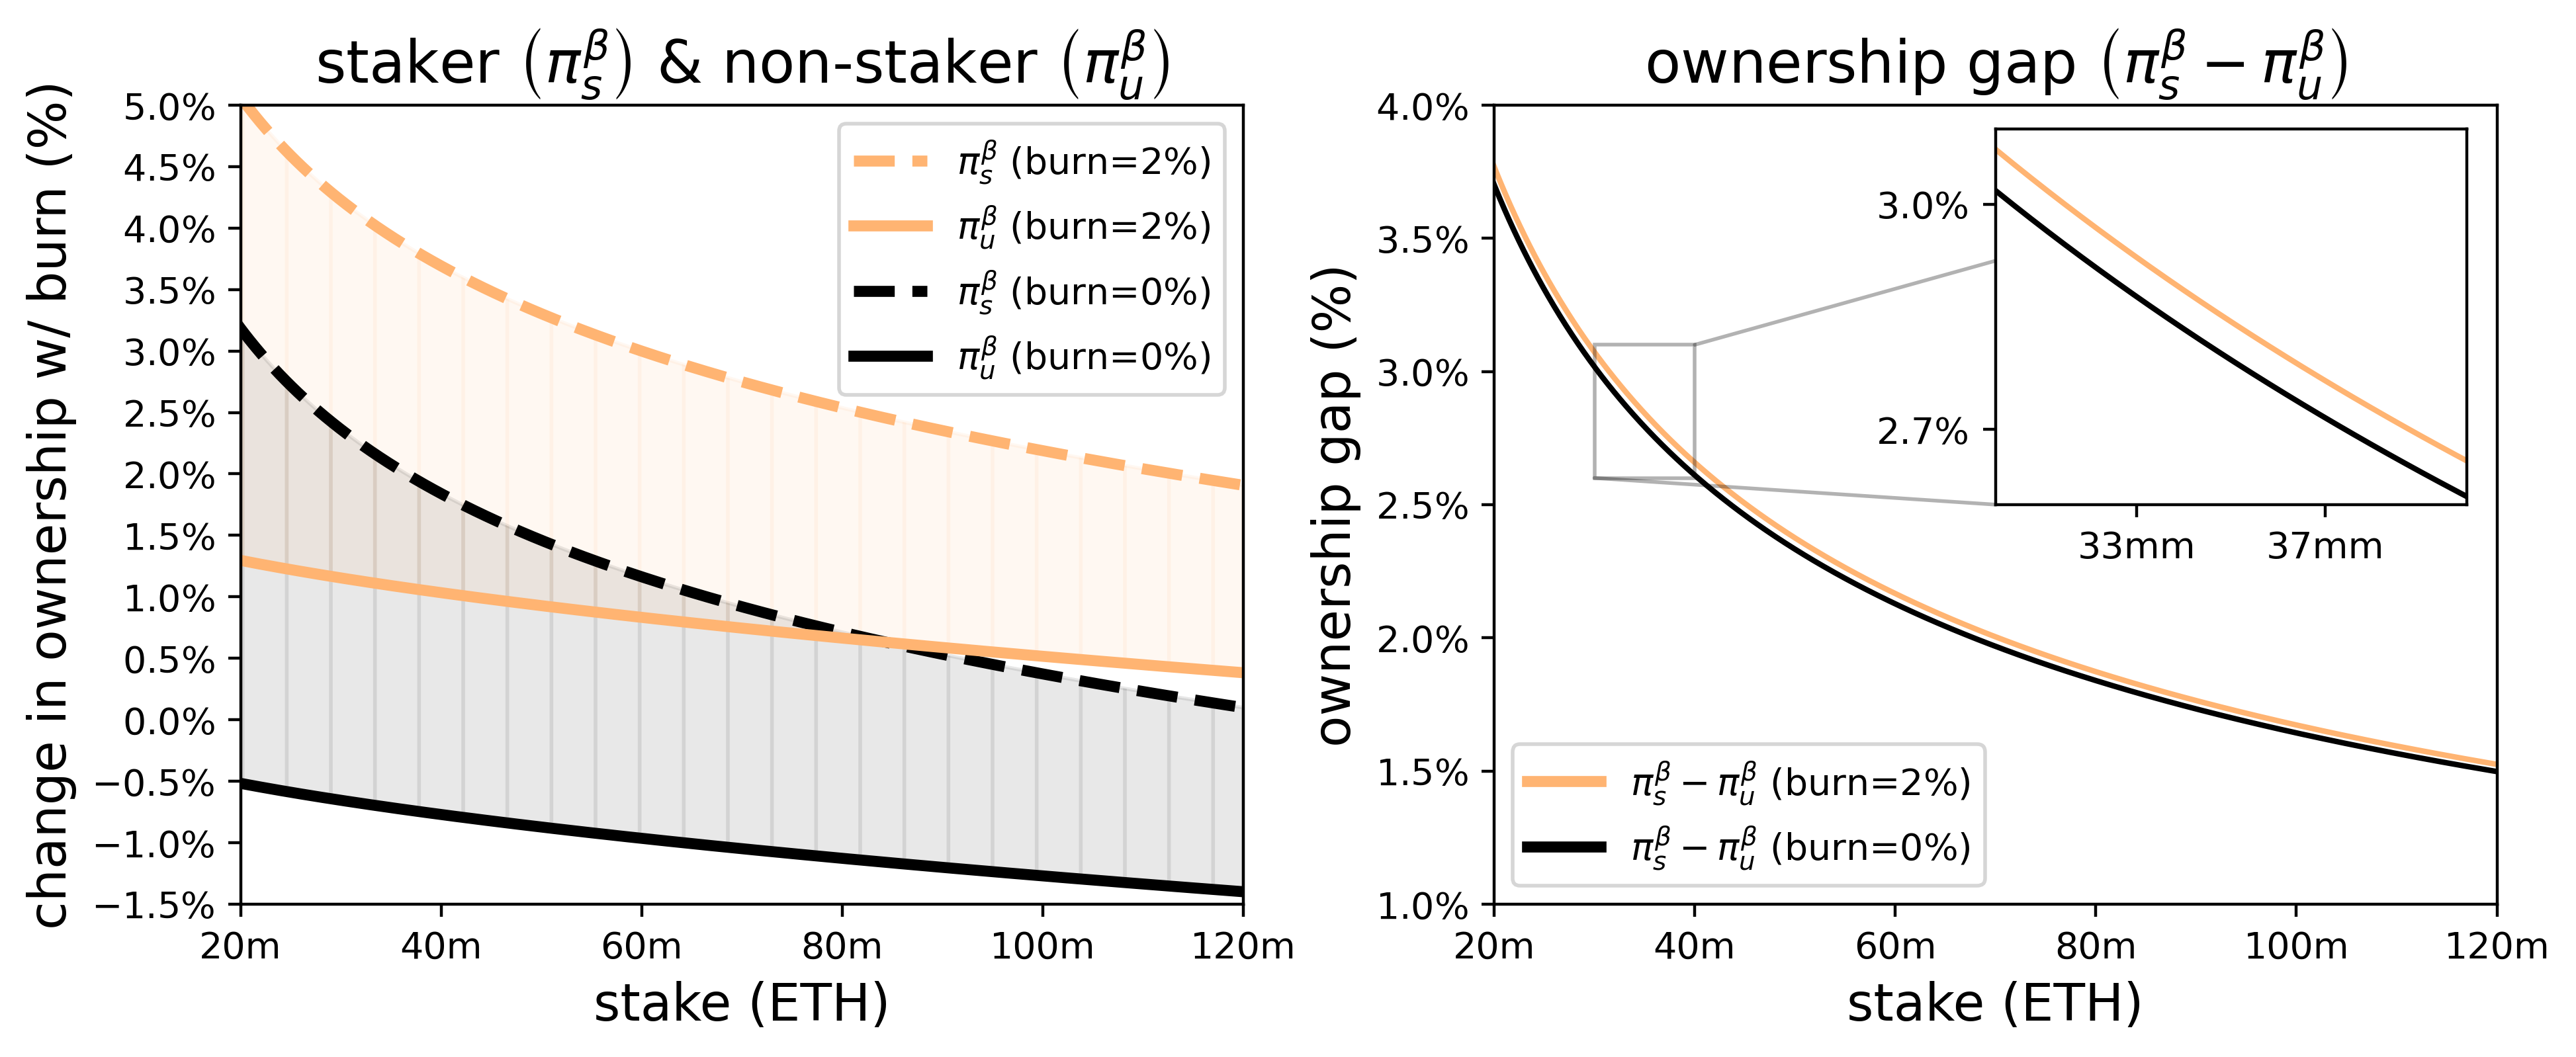 staker (π_s^β) & non-staker (π_u^β)
change in ownership w/ burn (%)
5.0%
4.5%
4.0%
3.5%
3.0%
2.5%
2.0%
1.5%
1.0%
0.5%
0.0%
−0.5%
−1.0%
−1.5%
π_s^β (burn=2%)
π_u^β (burn=2%)
π_s^β (burn=0%)
π_u^β (burn=0%)
20m 40m 60m 80m 100m 120m
stake (ETH)
ownership gap (π_s^β − π_u^β)
ownership gap (%)
4.0%
3.5%
3.0%
2.5%
2.0%
1.5%
1.0%
3.0%
2.7%
33mm 37mm
π_s^β − π_u^β (burn=2%)
π_s^β − π_u^β (burn=0%)
20m 40m 60m 80m 100m 120m
stake (ETH)